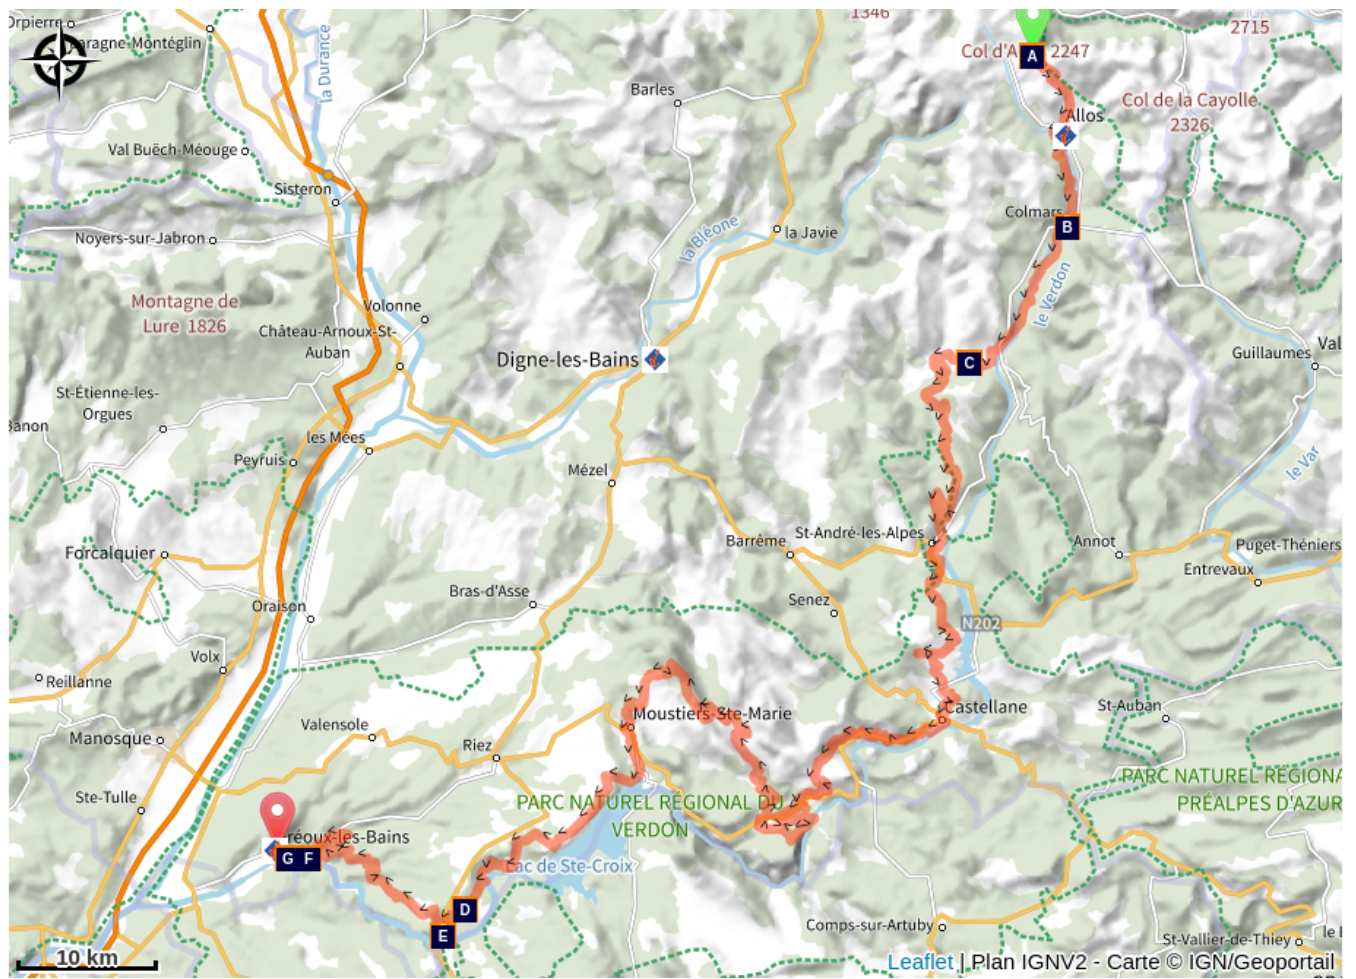 Orpierre
1346
2715
Col d'A 2247
A
aragne-Montéglin
la Durance
Barles
Col de la Cayolle
2326
Allos
Val Buëch-Méouge
Sisteron
Colmars
B
Noyers-sur-Jabron
la Bléone
la Javie
le Verdon
Montagne de
Lure 1826
Volonne
Château-Arnoux-St-
Auban
Digne-les-Bains
C
Guillaumes
Val
St-Étienne-les-
Orgues
Banon
les Mées
Peyruis
Mézel
le Var
Forcalquier
Barrême
St-André-les-Alpes
Annot
Puget-Théniers
Entrevaux
Oraison
Bras-d'Asse
Senez
N202
Volx
Reillanne
Castellane
St-Auban
Moustiers-Ste-Marie
Manosque
Valensole
Riez
PARC NATUREL RÉGIONA
PRÉALPES D'AZUR
Ste-Tulle
PARC NATUREL RÉGIONAL DU
VERDON
réoux-les-Bains
G F
Lac de Ste-Croix
D
E
Comps-sur-Artuby
St-Vallier-de-Thiey
le B
10 km
Leaflet | Plan IGNV2 - Carte © IGN/Geoportail